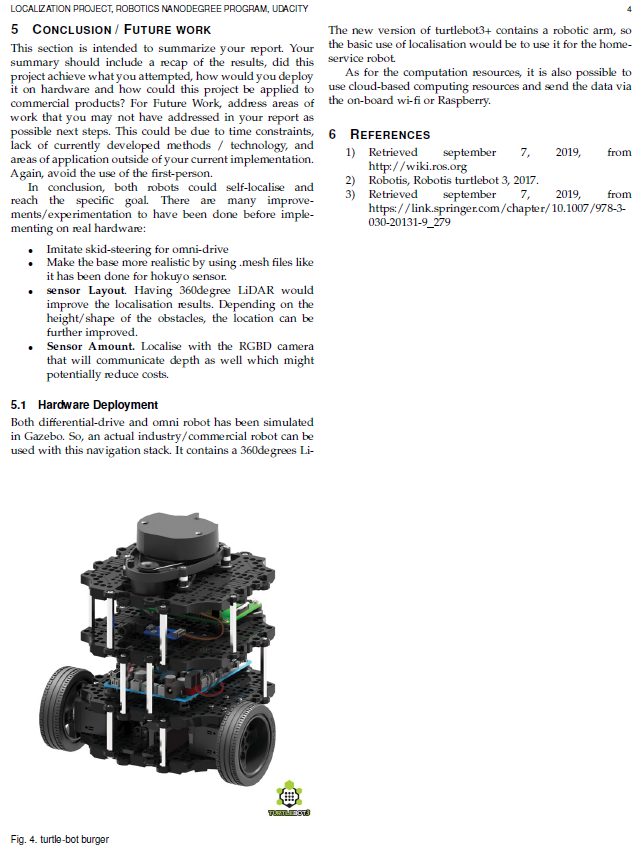 LOCALIZATION PROJECT, ROBOTICS NANODEGREE PROGRAM, UDACITY
4
5 CONCLUSION / FUTURE WORK
This section is intended to summarize your report. Your
summary should include a recap of the results, did this
project achieve what you attempted, how would you deploy
it on hardware and how could this project be applied to
commercial products? For Future Work, address areas of
work that you may not have addressed in your report as
possible next steps. This could be due to time constraints,
lack of currently developed methods / technology, and
areas of application outside of your current implementation.
Again, avoid the use of the first-person.
In conclusion, both robots could self-localise and
reach the specific goal. There are many improve-
ments/experimentation to have been done before imple-
menting on real hardware:
• Imitate skid-steering for omni-drive
• Make the base more realistic by using .mesh files like
it has been done for hokuyo sensor.
• sensor Layout. Having 360degree LiDAR would
improve the localisation results. Depending on the
height/shape of the obstacles, the location can be
further improved.
• Sensor Amount. Localise with the RGBD camera
that will communicate depth as well which might
potentially reduce costs.
5.1 Hardware Deployment
Both differential-drive and omni robot has been simulated
in Gazebo. So, an actual industry/commercial robot can be
used with this navigation stack. It contains a 360degrees Li-
TURTLEBOT3
Fig. 4. turtle-bot burger
The new version of turtlebot3+ contains a robotic arm, so
the basic use of localisation would be to use it for the home-
service robot.
As for the computation resources, it is also possible to
use cloud-based computing resources and send the data via
the on-board wi-fi or Raspberry.
6 REFERENCES
1) Retrieved september 7, 2019, from
http://wiki.ros.org
2) Robotis, Robotis turtlebot 3, 2017.
3) Retrieved september 7, 2019, from
https://link.springer.com/chapter/10.1007/978-3-
030-20131-9_279